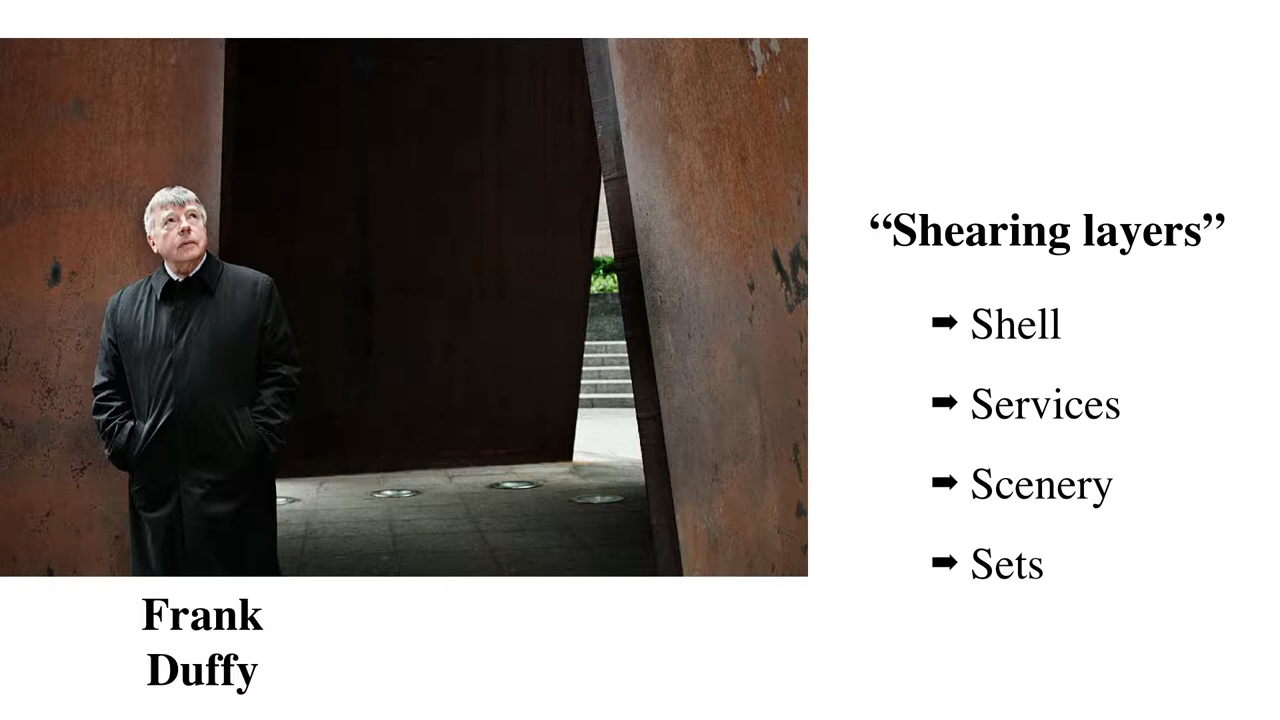 “Shearing layers”
➡ Shell
➡ Services
➡ Scenery
➡ Sets
Frank
Duffy